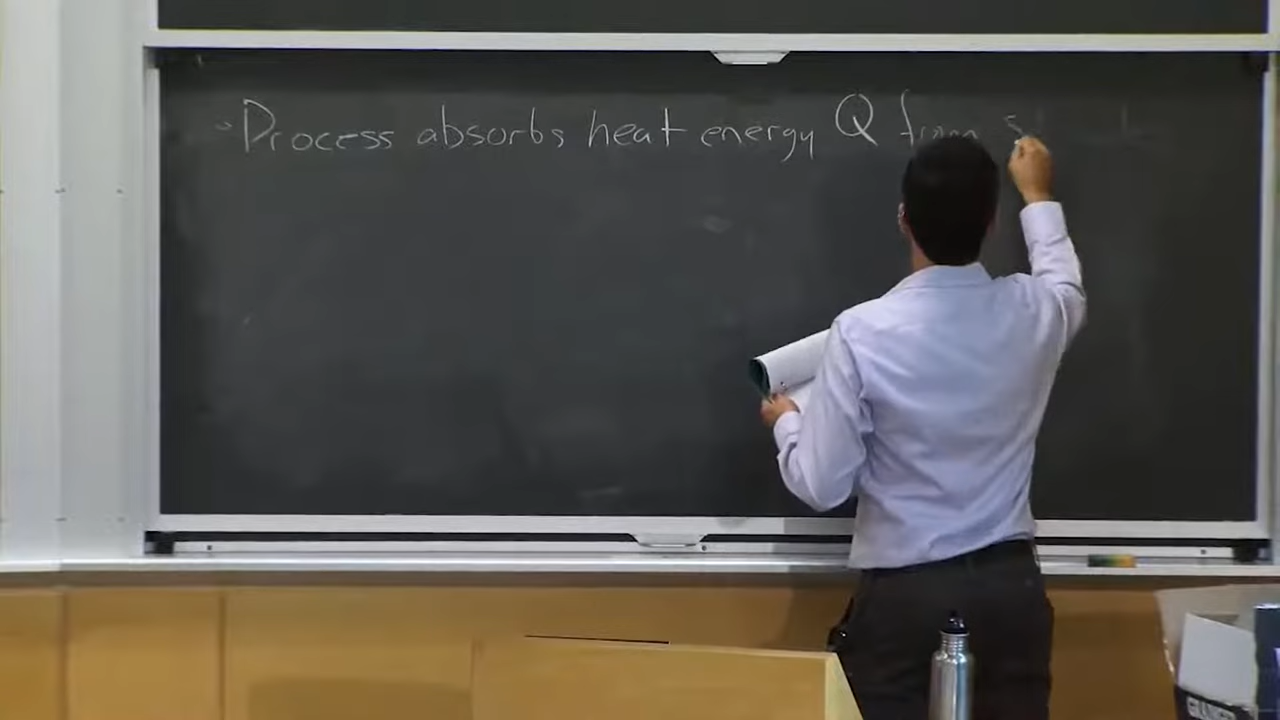 ◦ Process absorbs heat energy Q from s